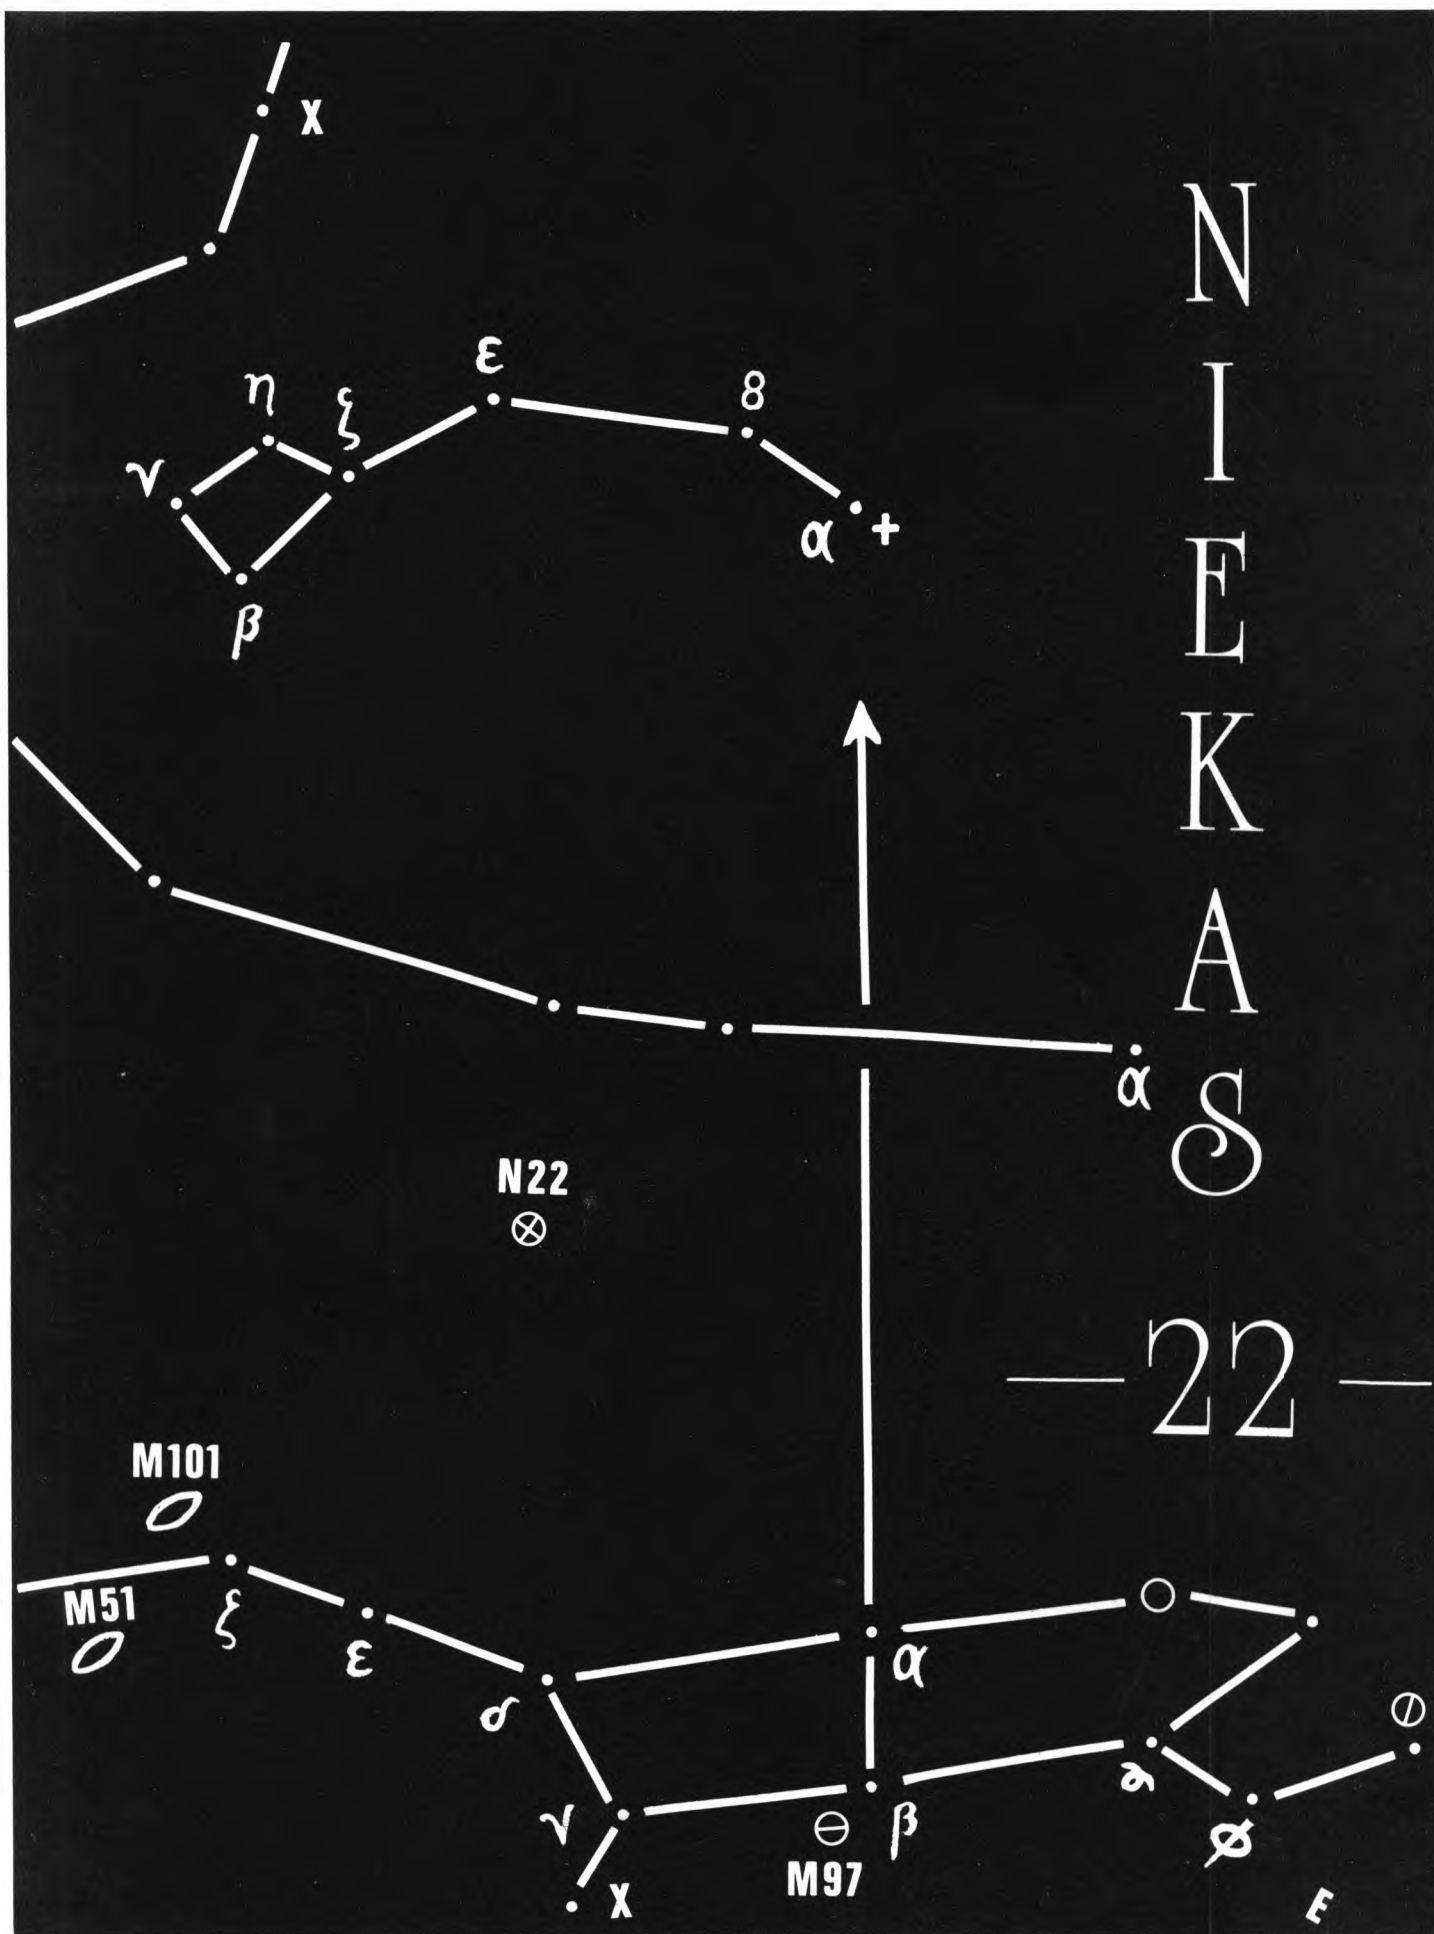 X
NIEKAS
ε
8
η
ζ
γ
α +
β
α
N22
⊗
— 22 —
M101
M51
ζ
ε
α
δ
γ
β
ϕ
M97
X
E